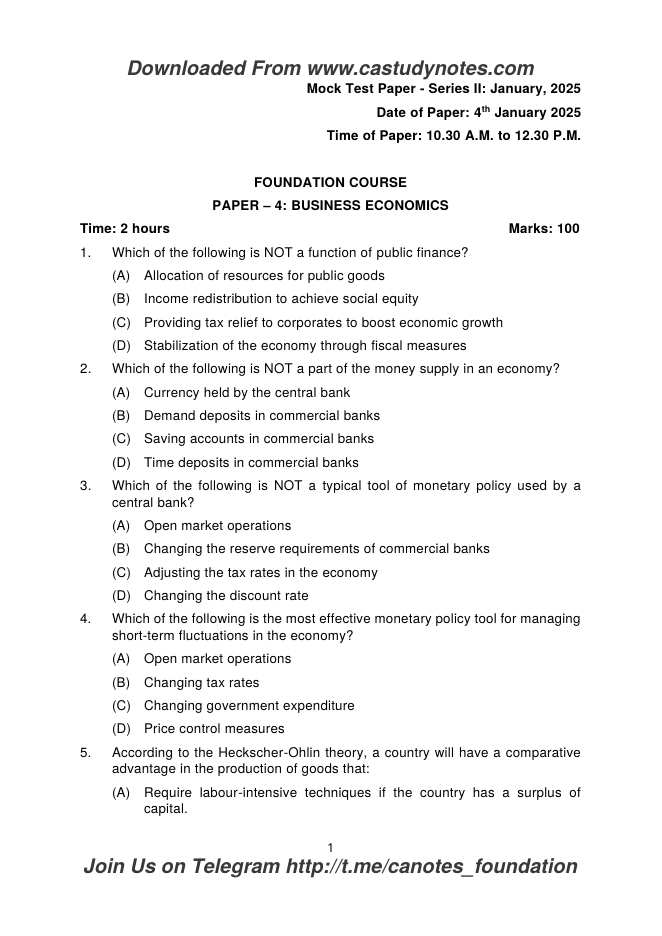 Downloaded From www.castudynotes.com
Mock Test Paper - Series II: January, 2025
Date of Paper: 4th January 2025
Time of Paper: 10.30 A.M. to 12.30 P.M.
FOUNDATION COURSE
PAPER – 4: BUSINESS ECONOMICS
Time: 2 hours Marks: 100
1. Which of the following is NOT a function of public finance?
(A) Allocation of resources for public goods
(B) Income redistribution to achieve social equity
(C) Providing tax relief to corporates to boost economic growth
(D) Stabilization of the economy through fiscal measures
2. Which of the following is NOT a part of the money supply in an economy?
(A) Currency held by the central bank
(B) Demand deposits in commercial banks
(C) Saving accounts in commercial banks
(D) Time deposits in commercial banks
3. Which of the following is NOT a typical tool of monetary policy used by a
central bank?
(A) Open market operations
(B) Changing the reserve requirements of commercial banks
(C) Adjusting the tax rates in the economy
(D) Changing the discount rate
4. Which of the following is the most effective monetary policy tool for managing
short-term fluctuations in the economy?
(A) Open market operations
(B) Changing tax rates
(C) Changing government expenditure
(D) Price control measures
5. According to the Heckscher-Ohlin theory, a country will have a comparative
advantage in the production of goods that:
(A) Require labour-intensive techniques if the country has a surplus of
capital.
1
Join Us on Telegram http://t.me/canotes_foundation